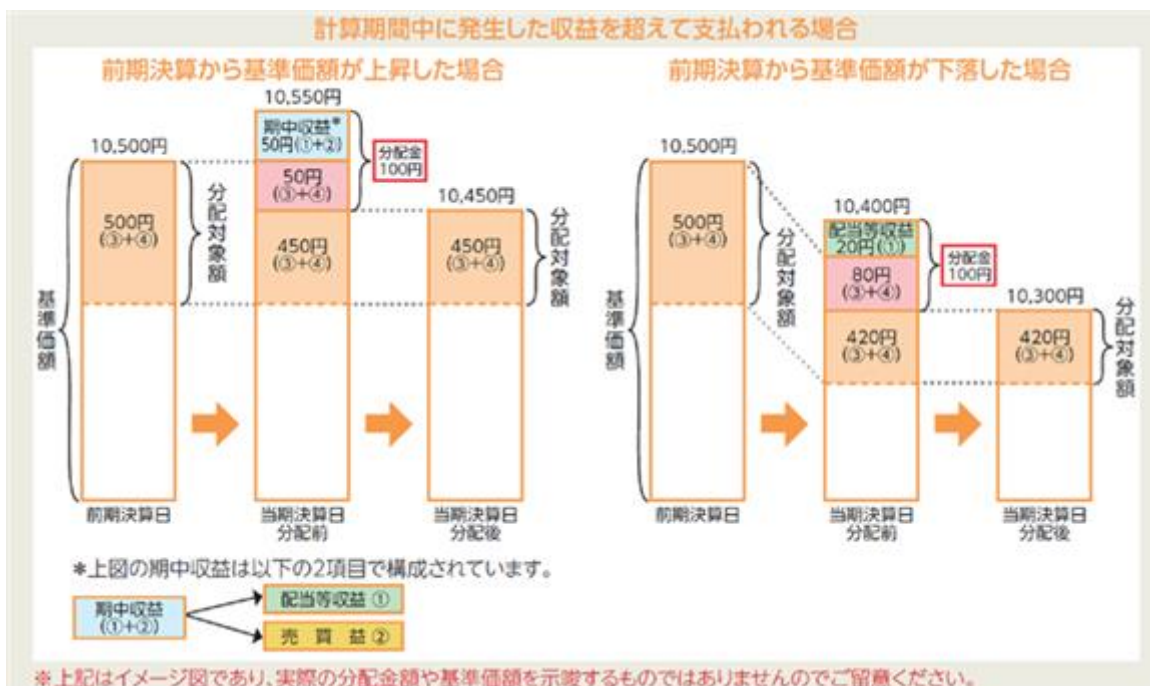 計算期間中に発生した収益を超えて支払われる場合
前期決算から基準価額が上昇した場合
10,500円
500円
(③+④)
分配対象額
基準価額
前期決算日
10,550円
期中収益*
50円(①+②)
50円
(③+④)
450円
(③+④)
分配金
100円
当期決算日
分配前
10,450円
450円
(③+④)
分配対象額
当期決算日
分配後
前期決算から基準価額が下落した場合
10,500円
500円
(③+④)
分配対象額
基準価額
前期決算日
10,400円
配当等収益
20円(①)
80円
(③+④)
420円
(③+④)
分配金
100円
当期決算日
分配前
10,300円
420円
(③+④)
分配対象額
当期決算日
分配後
*上図の期中収益は以下の2項目で構成されています。
期中収益
(①+②)
配当等収益 ①
売 買 益 ②
※上記はイメージ図であり、実際の分配金額や基準価額を示唆するものではありませんのでご留意ください。